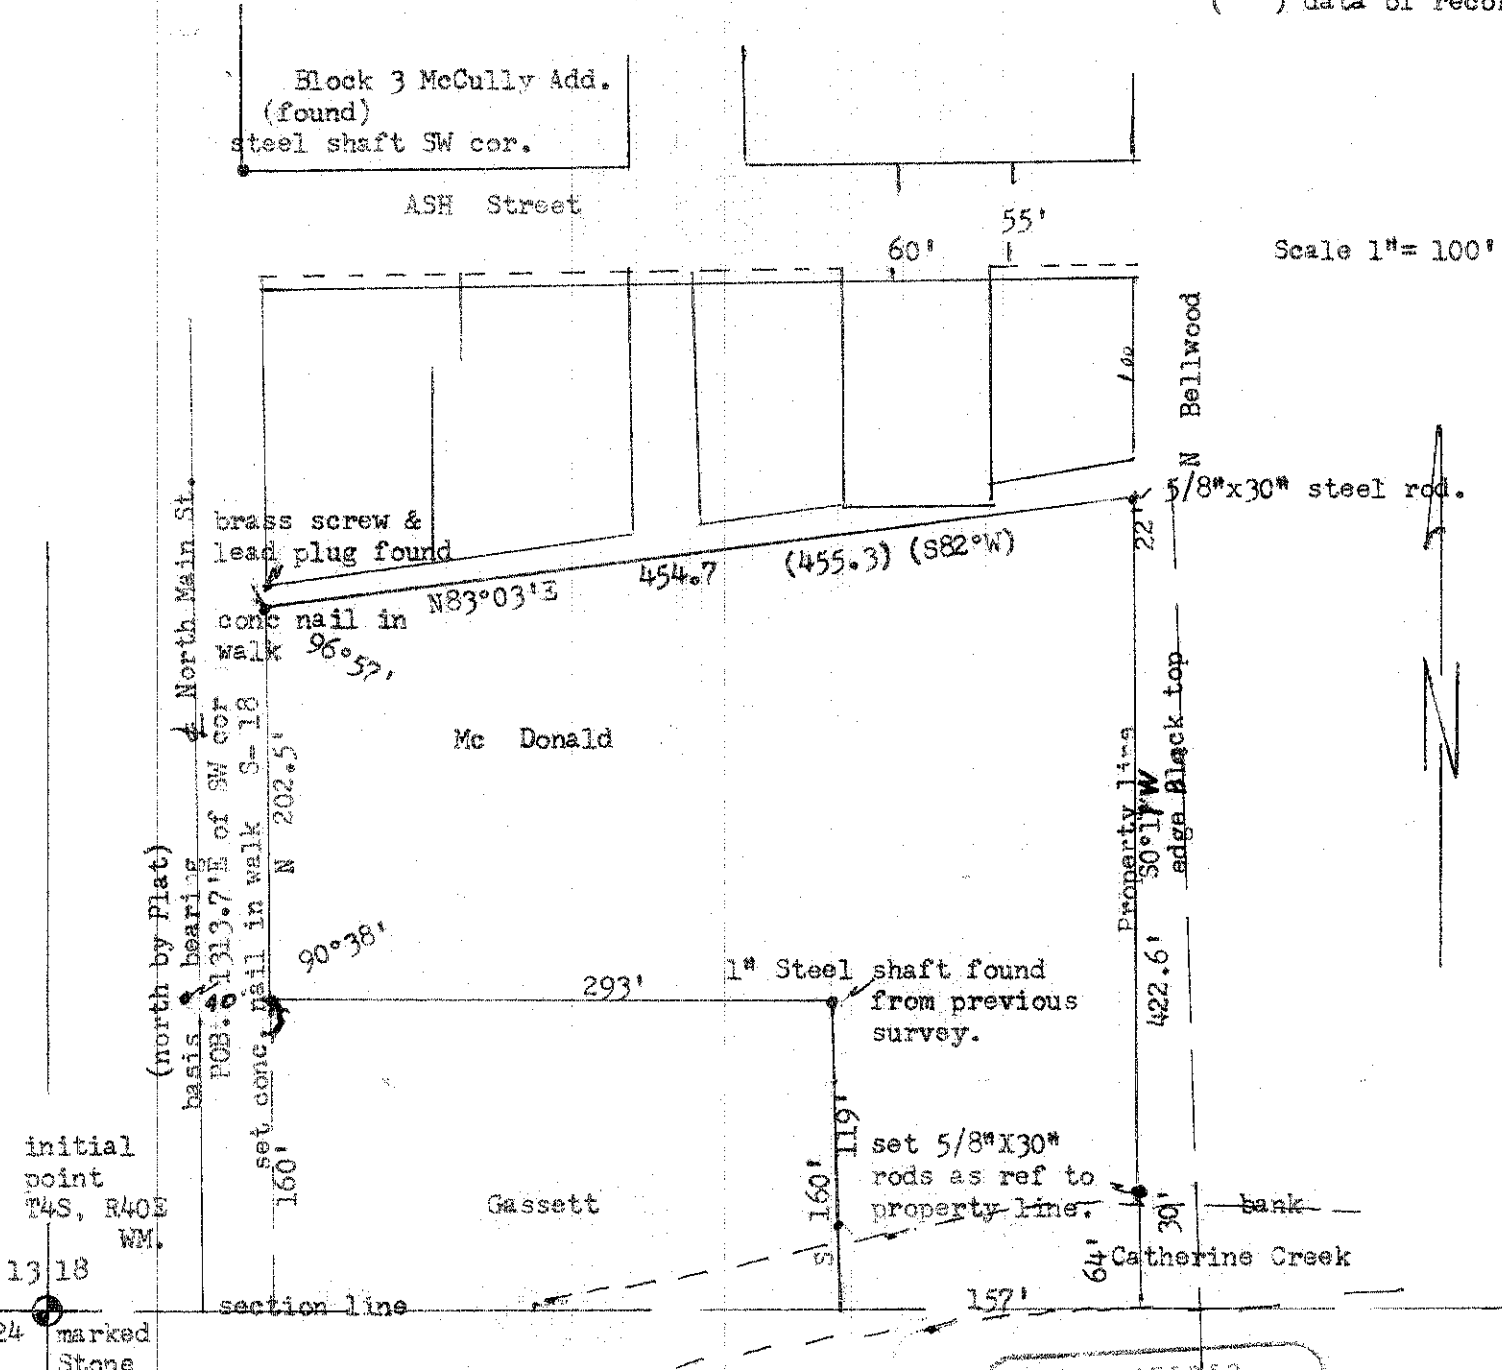 ( ) data of recor
Block 3 McCully Add.
(found)
steel shaft SW cor.
ASH Street
55'
60'
Scale 1"= 100'
N Bellwood
100
5/8"x30" steel rod.
22'
brass screw &
lead plug found
N83°03'E
454.7
(455.3) (S82°W)
conc nail in
walk
96°57'
North Main St.
N
Mc Donald
N 202.5'
Property line
edge Black top
422.6'
(north by Plat)
basis bearing
POB. 1313.7'E of SW cor
set conc. nail in walk S-18
40
90°38'
293'
1" Steel shaft found
from previous
survey.
119'
S 160'
160'
set 5/8"X30"
rods as ref to
property line.
30'
bank
64'
Catherine Creek
Gassett
initial
point
T4S, R40E
WM.
13 18
24
marked
Stone
section line
157'